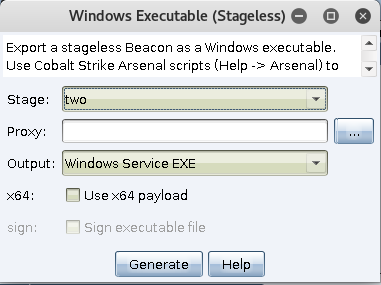 Windows Executable (Stageless)
Export a stageless Beacon as a Windows executable.
Use Cobalt Strike Arsenal scripts (Help -> Arsenal) to
Stage: two
Proxy: ...
Output: Windows Service EXE
x64: Use x64 payload
sign: Sign executable file
Generate Help